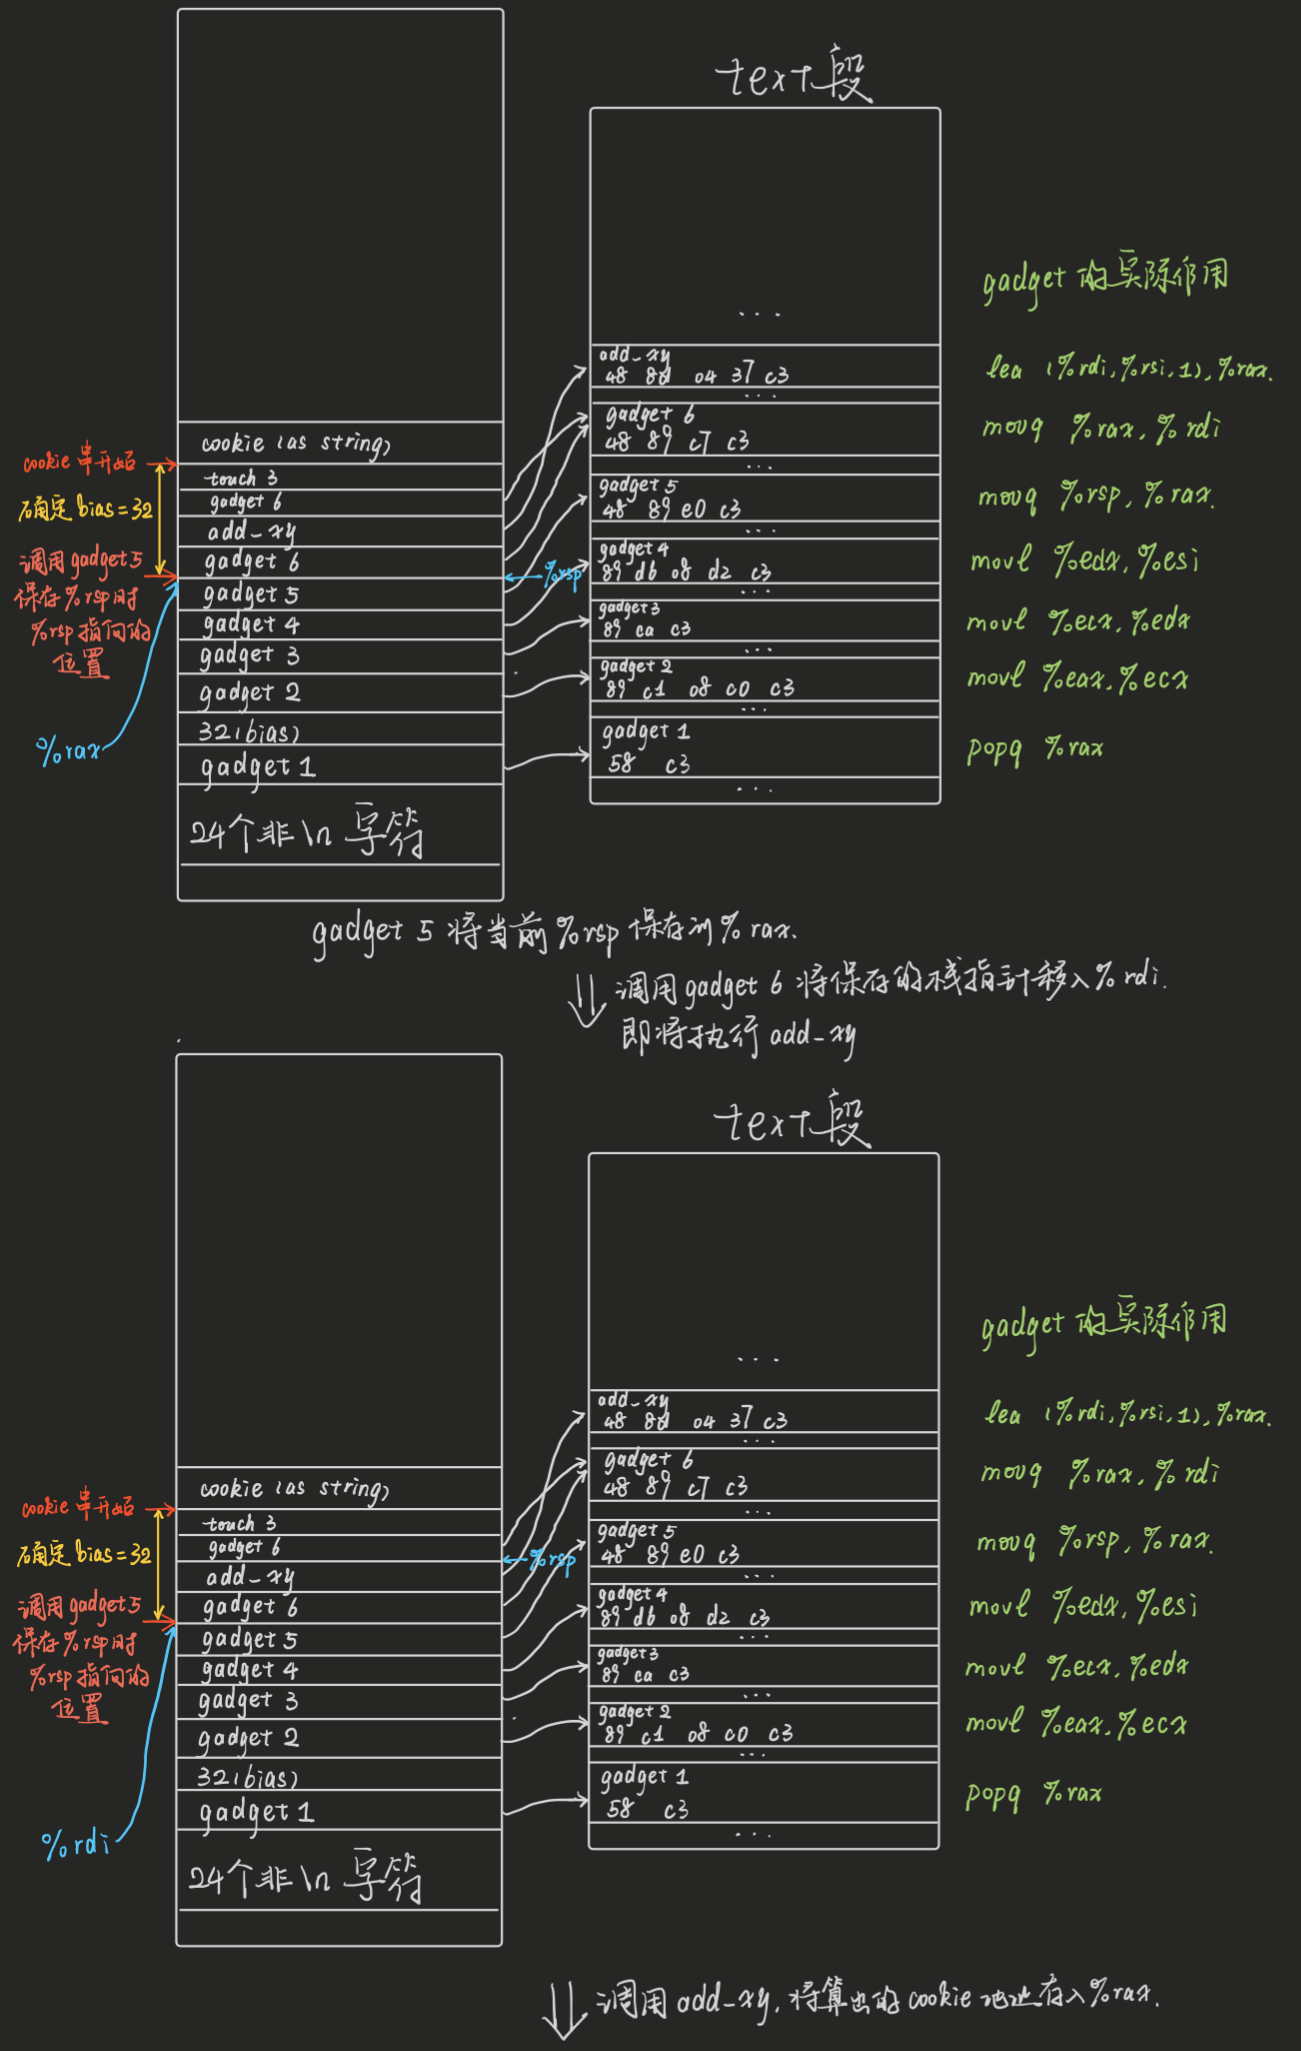 text段
gadget 的实际作用
...
add_xy
48 8d 04 37 c3
lea (%rdi,%rsi,1),%rax.
...
gadget 6
48 89 c7 c3
movq %rax,%rdi
...
gadget 5
48 89 e0 c3
movq %rsp,%rax.
...
gadget 4
89 d6 08 d2 c3
movl %edx,%esi
...
gadget 3
89 ca c3
movl %ecx,%edx
...
gadget 2
89 c1 08 c0 c3
movl %eax,%ecx
...
gadget 1
58 c3
popq %rax
...
cookie (as string)
cookie 串开始
touch 3
gadget 6
确定 bias=32
add_xy
gadget 6
调用 gadget 5
保存 %rsp 时
%rsp 指向的
位置
%rsp
gadget 5
gadget 4
gadget 3
gadget 2
32(bias)
%rax
gadget 1
24个非\n 字符
gadget 5 将当前 %rsp 保存到 %rax.
调用 gadget 6 将保存的栈指针移入 %rdi.
即将执行 add_xy
text段
gadget 的实际作用
...
add_xy
48 8d 04 37 c3
lea (%rdi,%rsi,1),%rax.
...
gadget 6
48 89 c7 c3
movq %rax,%rdi
...
gadget 5
48 89 e0 c3
movq %rsp,%rax.
...
gadget 4
89 d6 08 d2 c3
movl %edx,%esi
...
gadget 3
89 ca c3
movl %ecx,%edx
...
gadget 2
89 c1 08 c0 c3
movl %eax,%ecx
...
gadget 1
58 c3
popq %rax
...
cookie (as string)
cookie 串开始
touch 3
gadget 6
确定 bias=32
%rsp
add_xy
gadget 6
调用 gadget 5
保存 %rsp 时
%rsp 指向的
位置
gadget 5
gadget 4
gadget 3
gadget 2
32(bias)
gadget 1
%rdi
24个非\n 字符
调用 add_xy, 将算出的 cookie 地址存入 %rax.